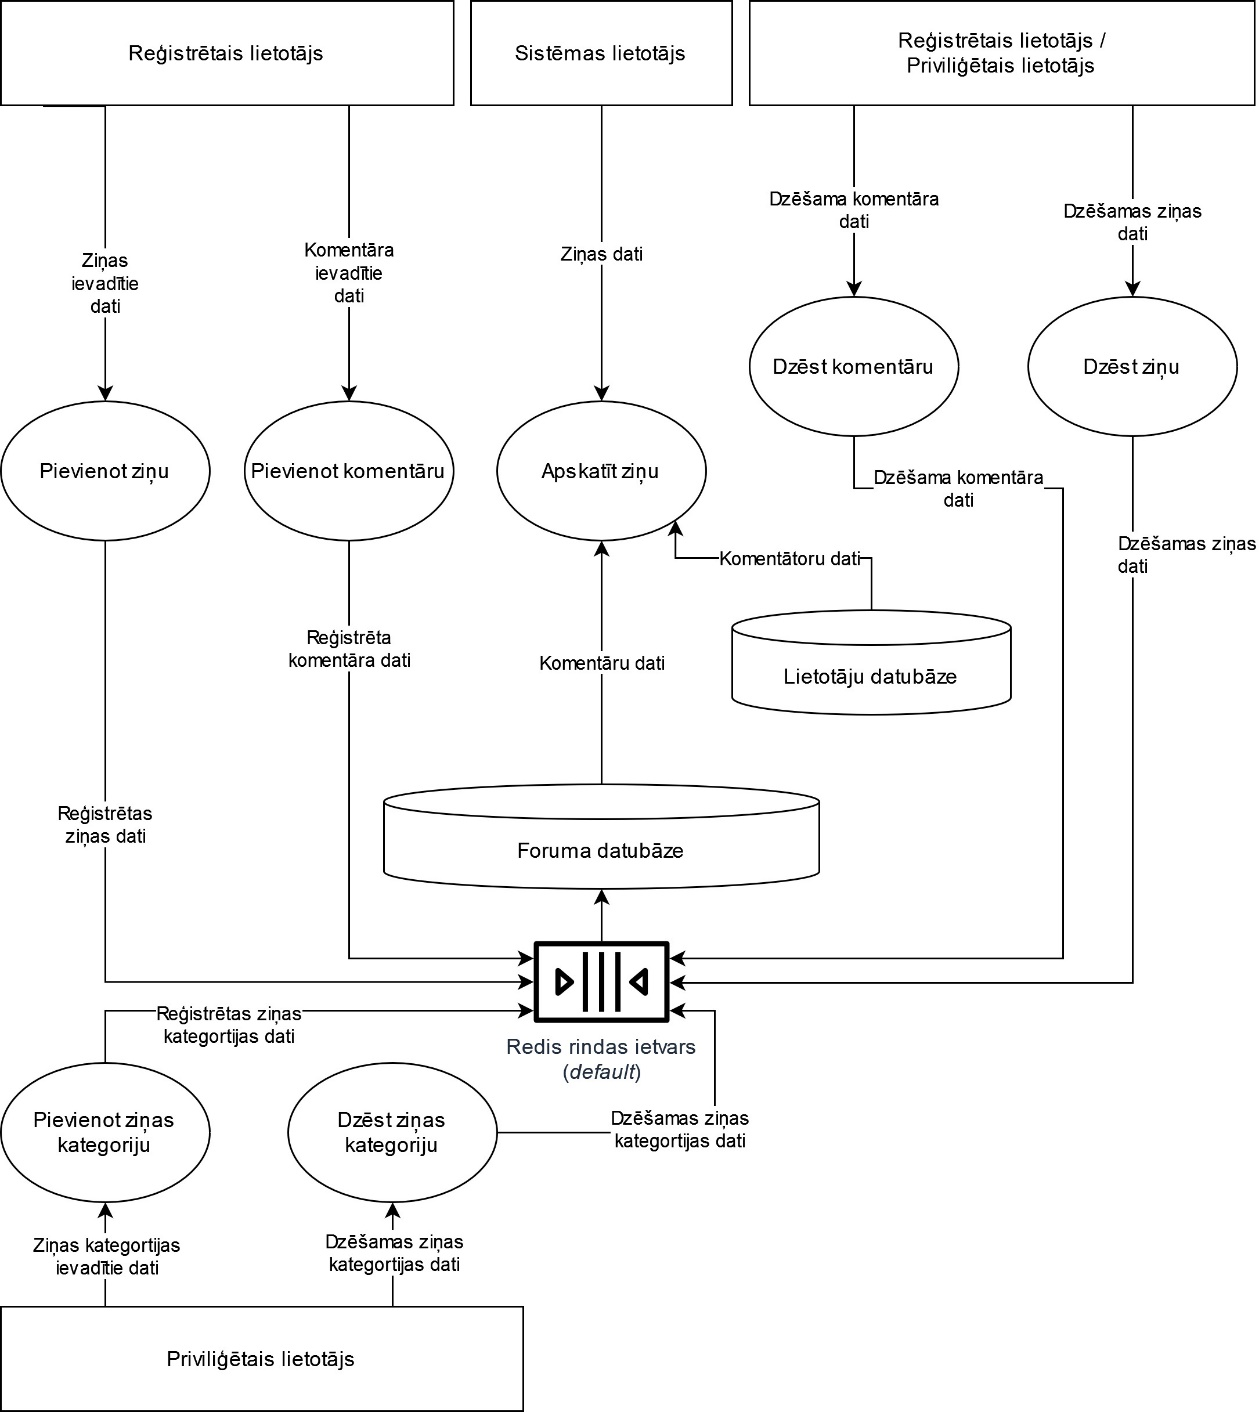 Reģistrētais lietotājs
Sistēmas lietotājs
Reģistrētais lietotājs /
Priviliģētais lietotājs
Ziņas
ievadītie
dati
Komentāra
ievadītie
dati
Ziņas dati
Dzēšama komentāra
dati
Dzēšamas ziņas
dati
Pievienot ziņu
Pievienot komentāru
Apskatīt ziņu
Dzēst komentāru
Dzēst ziņu
Dzēšama komentāra
dati
Dzēšamas ziņas
dati
Komentātoru dati
Reģistrēta
komentāra dati
Komentāru dati
Lietotāju datubāze
Reģistrētas
ziņas dati
Foruma datubāze
Reģistrētas ziņas
kategortijas dati
Redis rindas ietvars
(default)
Pievienot ziņas
kategoriju
Dzēst ziņas
kategoriju
Dzēšamas ziņas
kategortijas dati
Ziņas kategortijas
ievadītie dati
Dzēšamas ziņas
kategortijas dati
Priviliģētais lietotājs